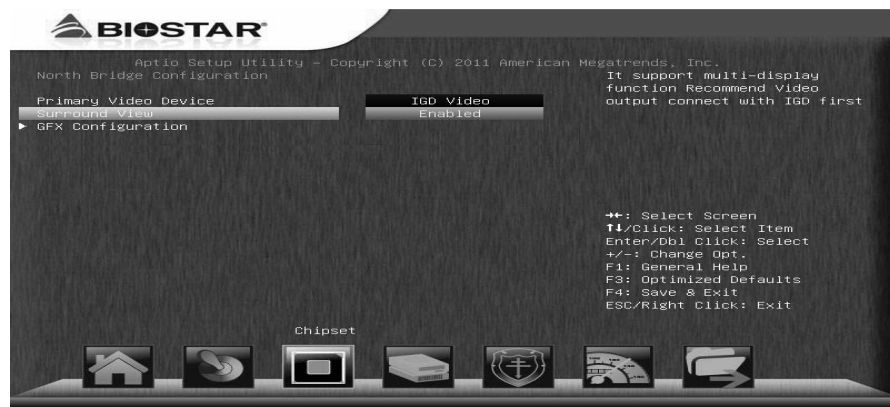 BIOSTAR®
Aptio Setup Utility - Copyright (C) 2011 American Megatrends, Inc.
North Bridge Configuration
Primary Video Device IGD Video
Surround View Enabled
► GFX Configuration
It support multi-display
function Recommend Video
output connect with IGD first
→←: Select Screen
↑↓/Click: Select Item
Enter/Dbl Click: Select
+/-: Change Opt.
F1: General Help
F3: Optimized Defaults
F4: Save & Exit
ESC/Right Click: Exit
Chipset